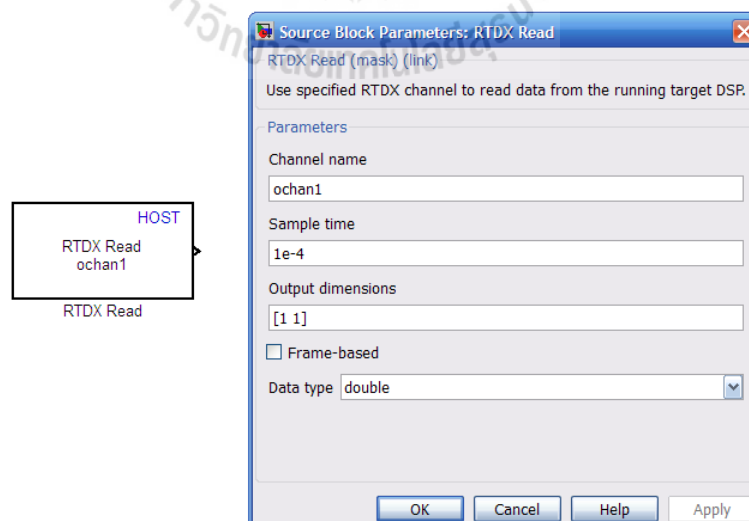 HOST
RTDX Read
ochan1
RTDX Read
Source Block Parameters: RTDX Read
RTDX Read (mask) (link)
Use specified RTDX channel to read data from the running target DSP.
Parameters
Channel name
ochan1
Sample time
1e-4
Output dimensions
[1 1]
Frame-based
Data type double
OK Cancel Help Apply